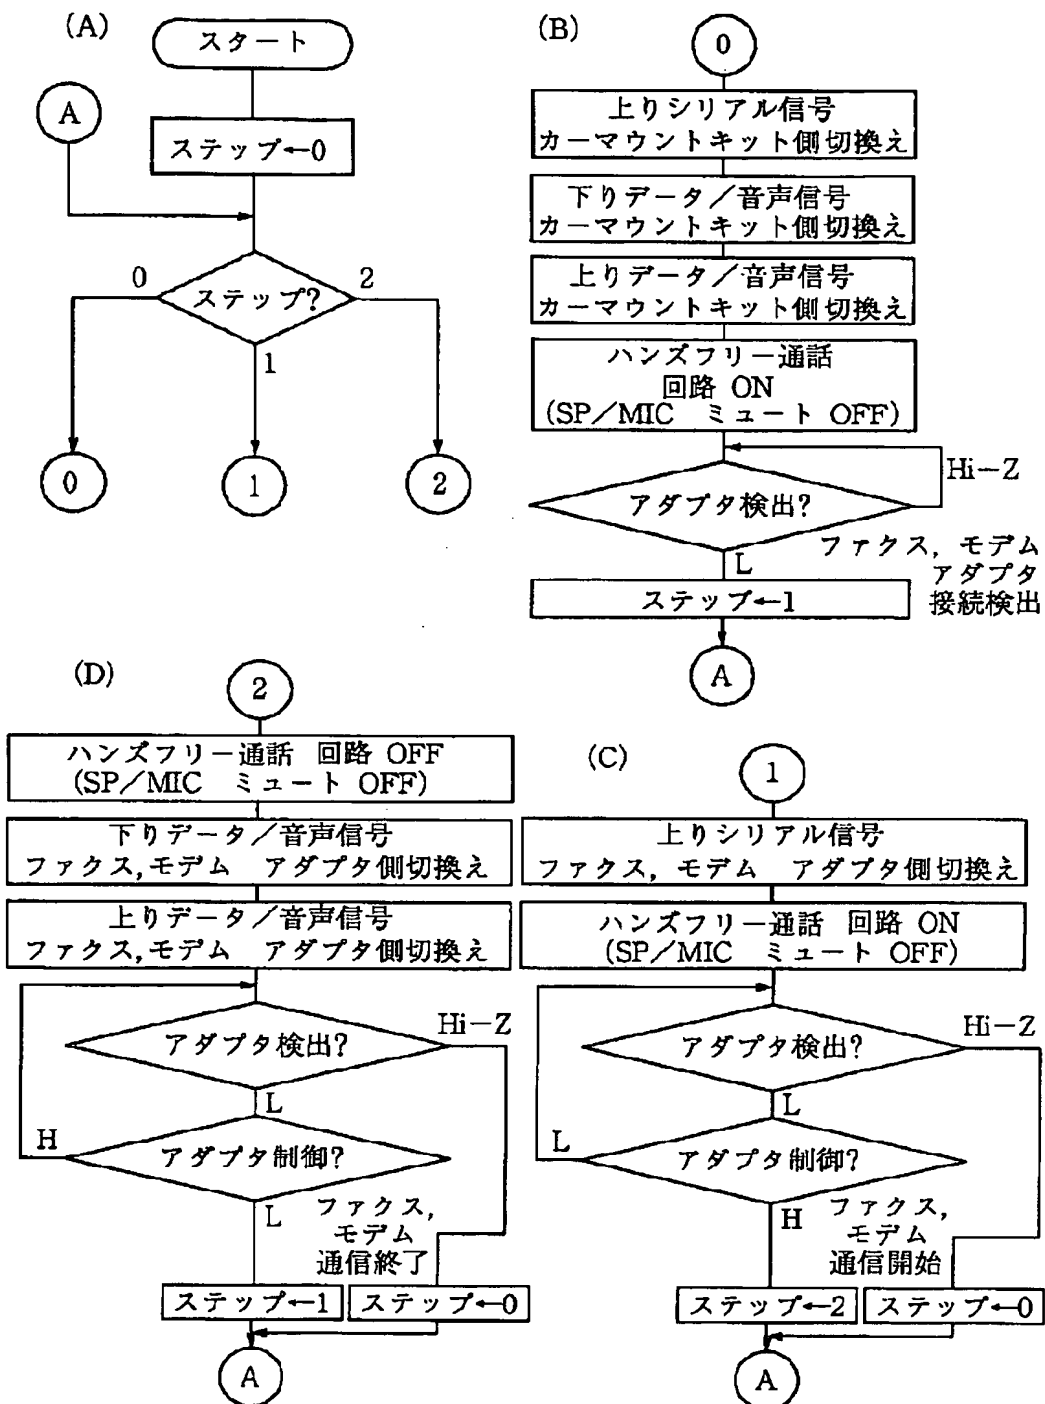 (A)
スタート
A
ステップ←0
0
ステップ?
2
1
0
1
2
(B)
0
上りシリアル信号
カーマウントキット側切換え
下りデータ/音声信号
カーマウントキット側切換え
上りデータ/音声信号
カーマウントキット側切換え
ハンズフリー通話
回路 ON
(SP/MIC ミュート OFF)
Hi-Z
アダプタ検出?
L
ファクス, モデム
アダプタ
接続検出
ステップ←1
A
(D)
2
ハンズフリー通話 回路 OFF
(SP/MIC ミュート OFF)
下りデータ/音声信号
ファクス,モデム アダプタ側切換え
上りデータ/音声信号
ファクス,モデム アダプタ側切換え
アダプタ検出?
Hi-Z
L
H
アダプタ制御?
L
ファクス,
モデム
通信終了
ステップ←1
ステップ←0
A
(C)
1
上りシリアル信号
ファクス, モデム アダプタ側切換え
ハンズフリー通話 回路 ON
(SP/MIC ミュート OFF)
アダプタ検出?
Hi-Z
L
L
アダプタ制御?
H
ファクス,
モデム
通信開始
ステップ←2
ステップ←0
A